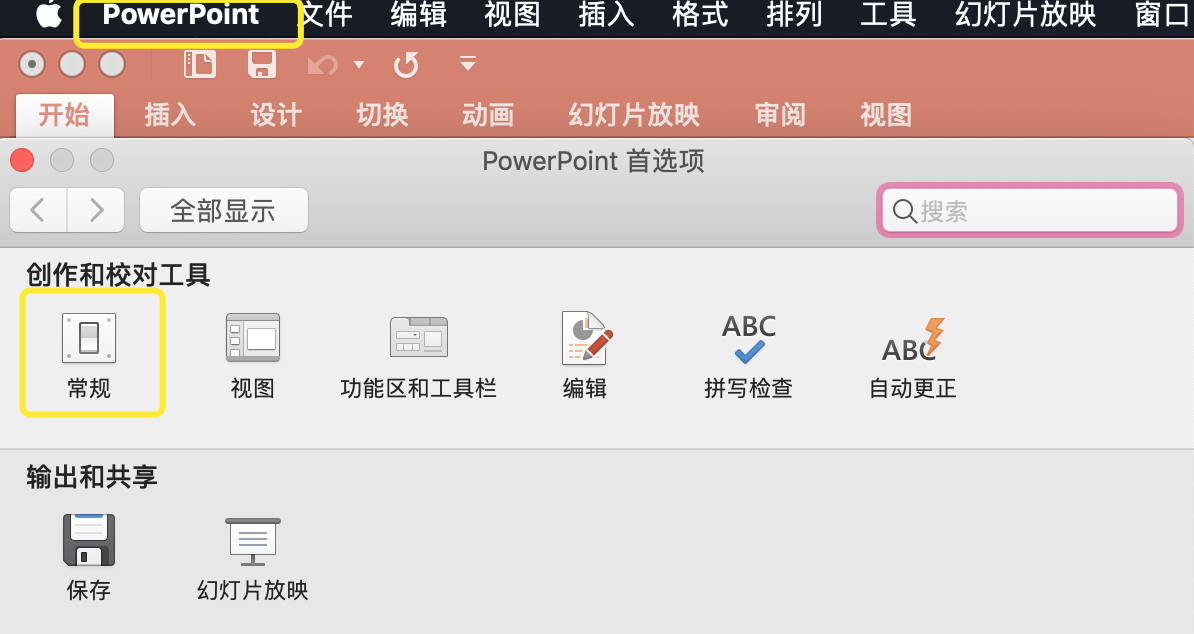 PowerPoint 文件 编辑 视图 插入 格式 排列 工具 幻灯片放映 窗口
开始 插入 设计 切换 动画 幻灯片放映 审阅 视图
PowerPoint 首选项
全部显示 搜索
创作和校对工具
ABC
ABC
常规 视图 功能区和工具栏 编辑 拼写检查 自动更正
输出和共享
保存 幻灯片放映